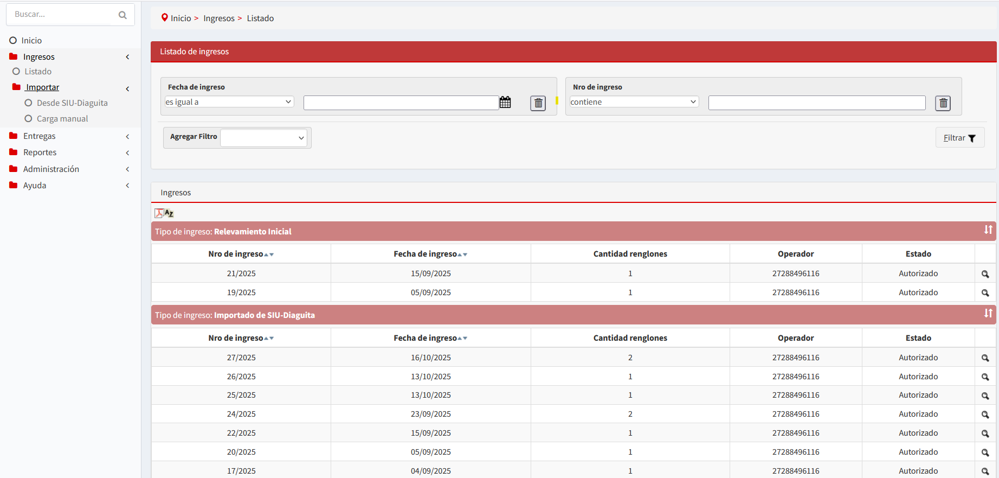 Buscar...
Inicio
Ingresos
Listado
Importar
Desde SIU-Diaguita
Carga manual
Entregas
Reportes
Administración
Ayuda
Inicio > Ingresos > Listado
Listado de ingresos
Fecha de ingreso
es igual a
Nro de ingreso
contiene
Agregar Filtro
Filtrar
Ingresos
Tipo de ingreso: Relevamiento Inicial
Nro de ingreso Fecha de ingreso Cantidad renglones Operador Estado
21/2025 15/09/2025 1 27288496116 Autorizado
19/2025 05/09/2025 1 27288496116 Autorizado
Tipo de ingreso: Importado de SIU-Diaguita
Nro de ingreso Fecha de ingreso Cantidad renglones Operador Estado
27/2025 16/10/2025 2 27288496116 Autorizado
26/2025 13/10/2025 1 27288496116 Autorizado
25/2025 13/10/2025 1 27288496116 Autorizado
24/2025 23/09/2025 2 27288496116 Autorizado
22/2025 15/09/2025 1 27288496116 Autorizado
20/2025 05/09/2025 1 27288496116 Autorizado
17/2025 04/09/2025 1 27288496116 Autorizado